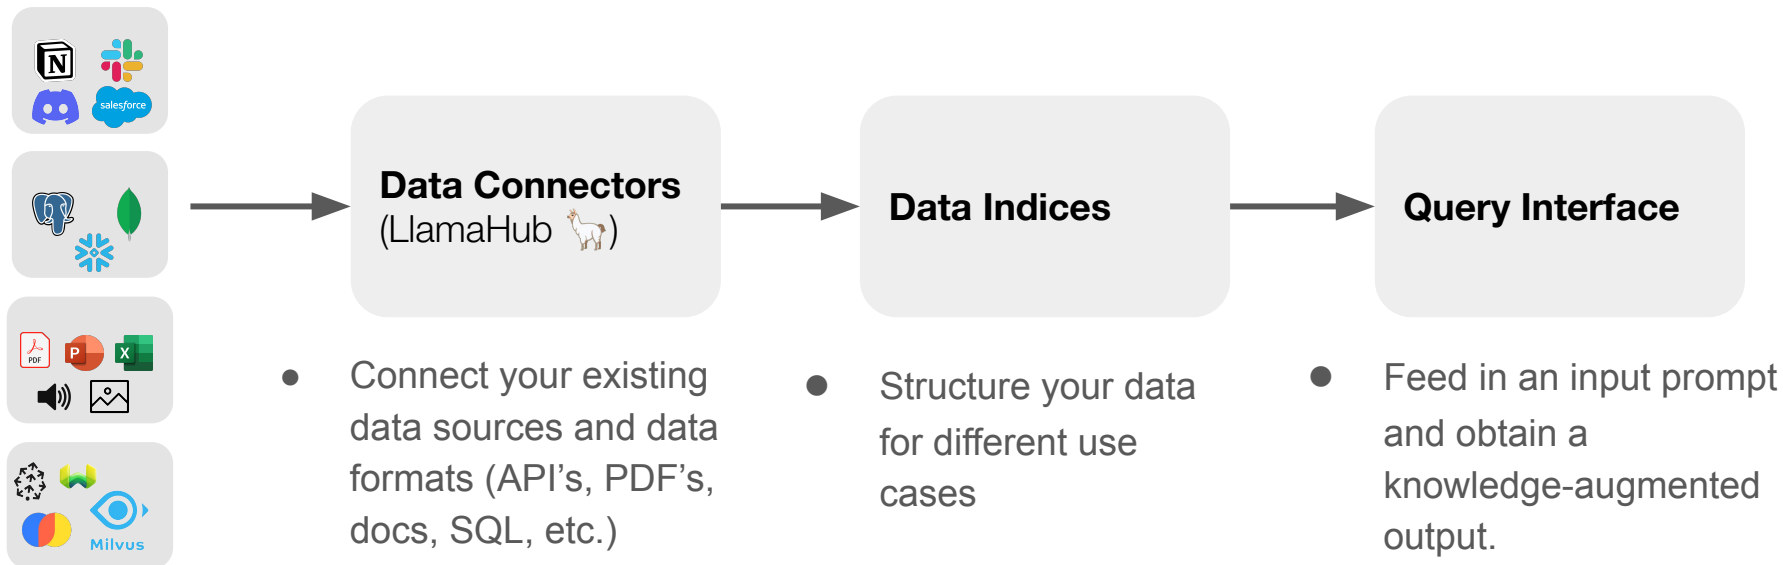 N
salesforce
PDF
P
X
Milvus
Data Connectors
(LlamaHub 🦙)
Connect your existing
data sources and data
formats (API’s, PDF’s,
docs, SQL, etc.)
Data Indices
Structure your data
for different use
cases
Query Interface
Feed in an input prompt
and obtain a
knowledge-augmented
output.